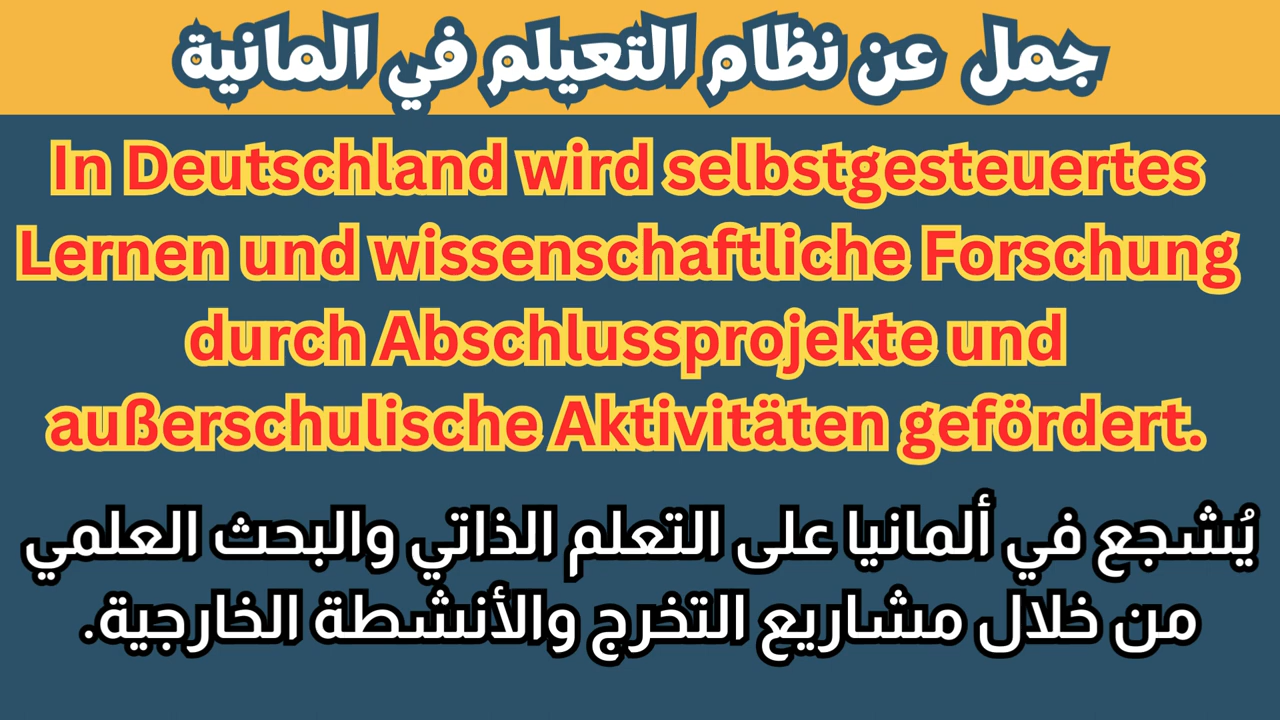 جمل عن نظام التعيلم في المانية
In Deutschland wird selbstgesteuertes
Lernen und wissenschaftliche Forschung
durch Abschlussprojekte und
außerschulische Aktivitäten gefördert.
يُشجع في ألمانيا على التعلم الذاتي والبحث العلمي
من خلال مشاريع التخرج والأنشطة الخارجية.